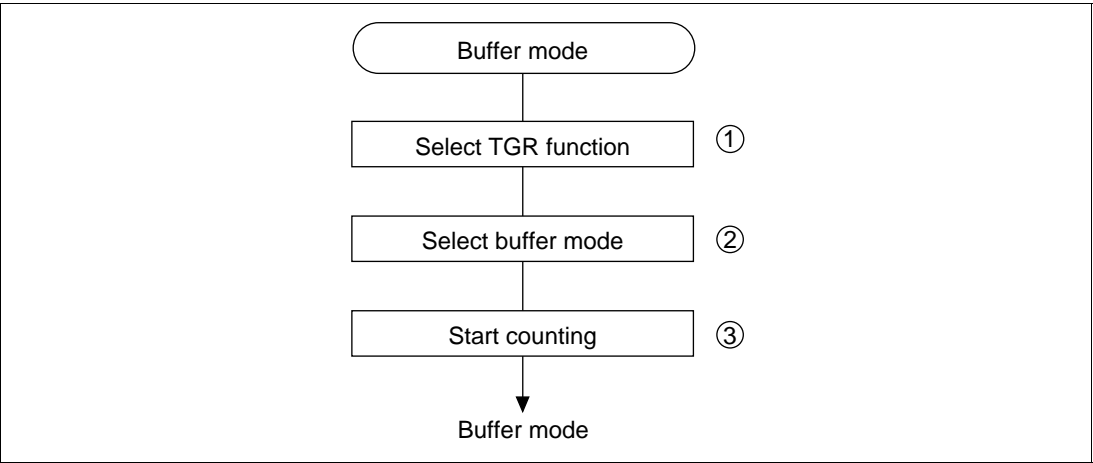 Buffer mode
Select TGR function ①
Select buffer mode ②
Start counting ③
Buffer mode